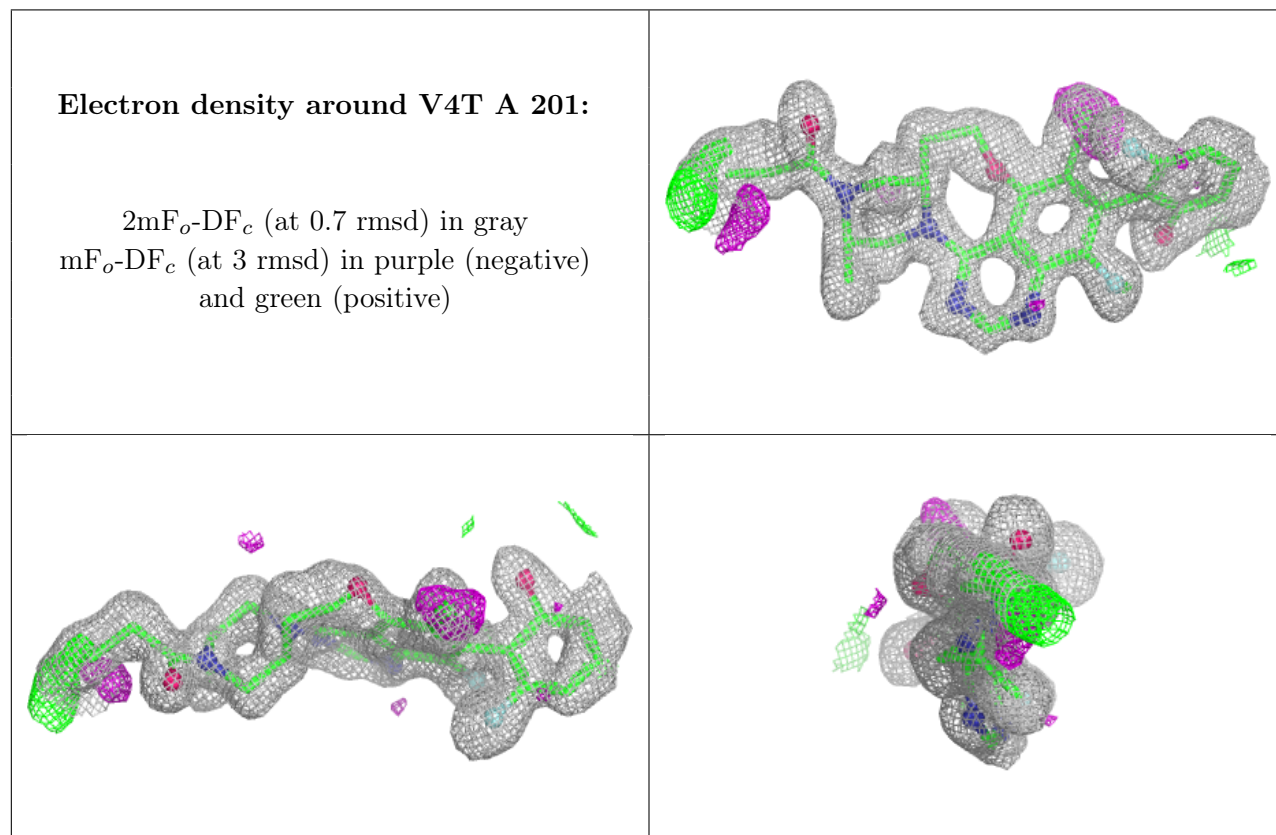 Electron density around V4T A 201:
2mFo-DFc (at 0.7 rmsd) in gray
mFo-DFc (at 3 rmsd) in purple (negative)
and green (positive)